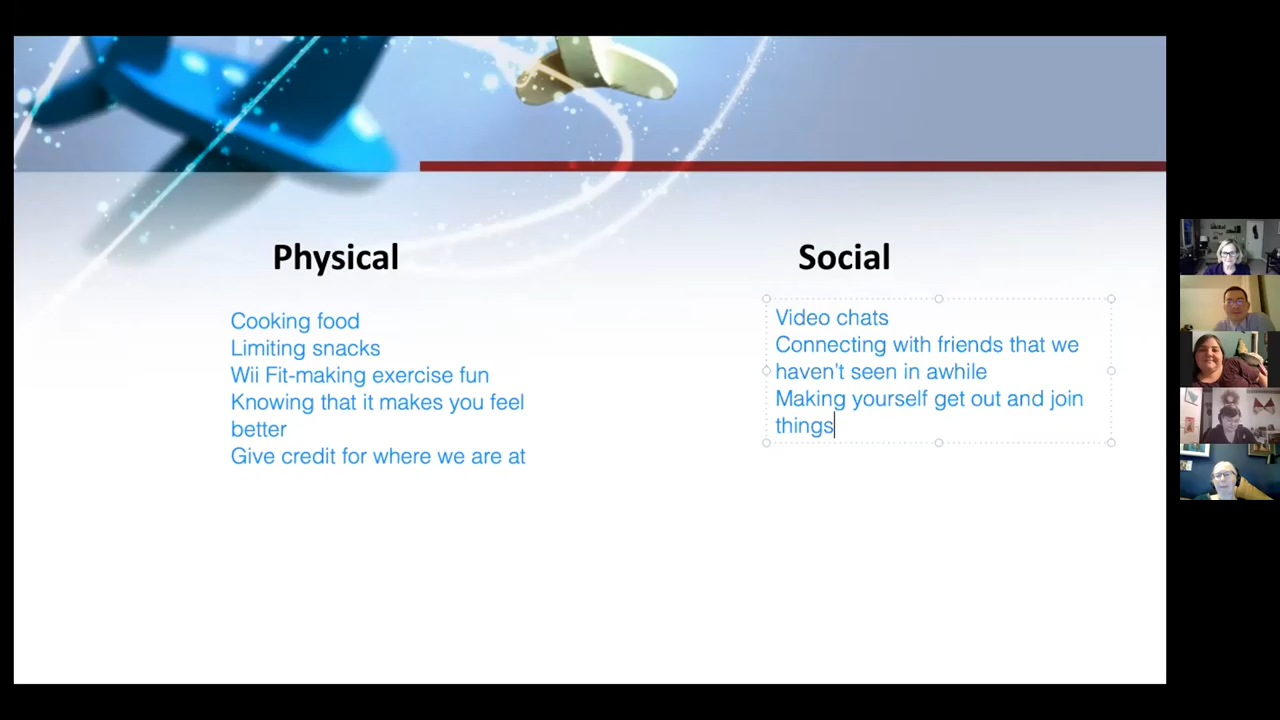 Physical
Cooking food
Limiting snacks
Wii Fit-making exercise fun
Knowing that it makes you feel
better
Give credit for where we are at
Social
Video chats
Connecting with friends that we
haven't seen in awhile
Making yourself get out and join
things